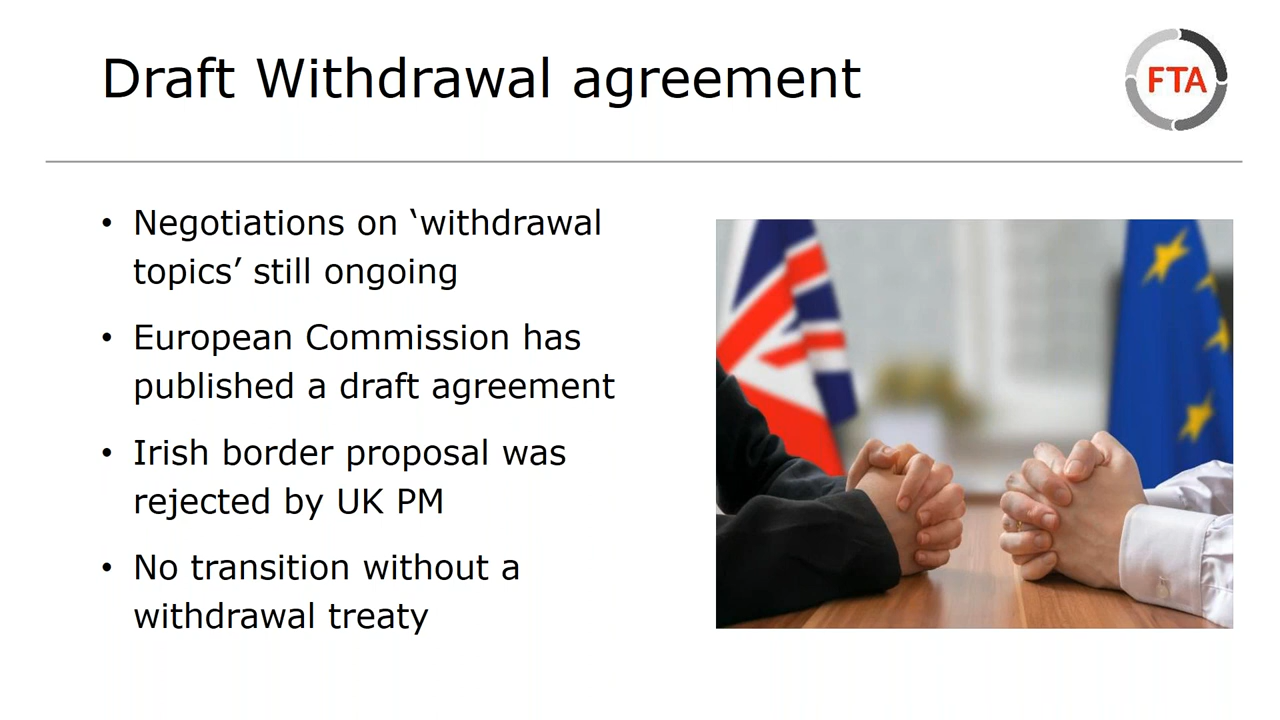 Draft Withdrawal agreement
FTA
• Negotiations on ‘withdrawal
topics’ still ongoing
• European Commission has
published a draft agreement
• Irish border proposal was
rejected by UK PM
• No transition without a
withdrawal treaty